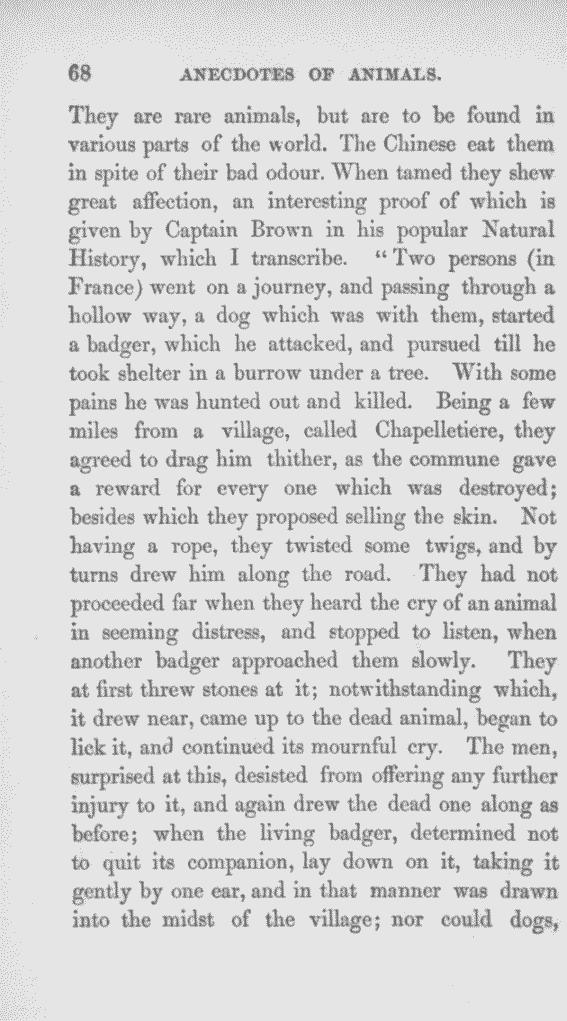 68 ANECDOTES OF ANIMALS.
They are rare animals, but are to be found in
various parts of the world. The Chinese eat them
in spite of their bad odour. When tamed they shew
great affection, an interesting proof of which is
given by Captain Brown in his popular Natural
History, which I transcribe. “Two persons (in
France) went on a journey, and passing through a
hollow way, a dog which was with them, started
a badger, which he attacked, and pursued till he
took shelter in a burrow under a tree. With some
pains he was hunted out and killed. Being a few
miles from a village, called Chapelletiere, they
agreed to drag him thither, as the commune gave
a reward for every one which was destroyed;
besides which they proposed selling the skin. Not
having a rope, they twisted some twigs, and by
turns drew him along the road. They had not
proceeded far when they heard the cry of an animal
in seeming distress, and stopped to listen, when
another badger approached them slowly. They
at first threw stones at it; notwithstanding which,
it drew near, came up to the dead animal, began to
lick it, and continued its mournful cry. The men,
surprised at this, desisted from offering any further
injury to it, and again drew the dead one along as
before; when the living badger, determined not
to quit its companion, lay down on it, taking it
gently by one ear, and in that manner was drawn
into the midst of the village; nor could dogs,